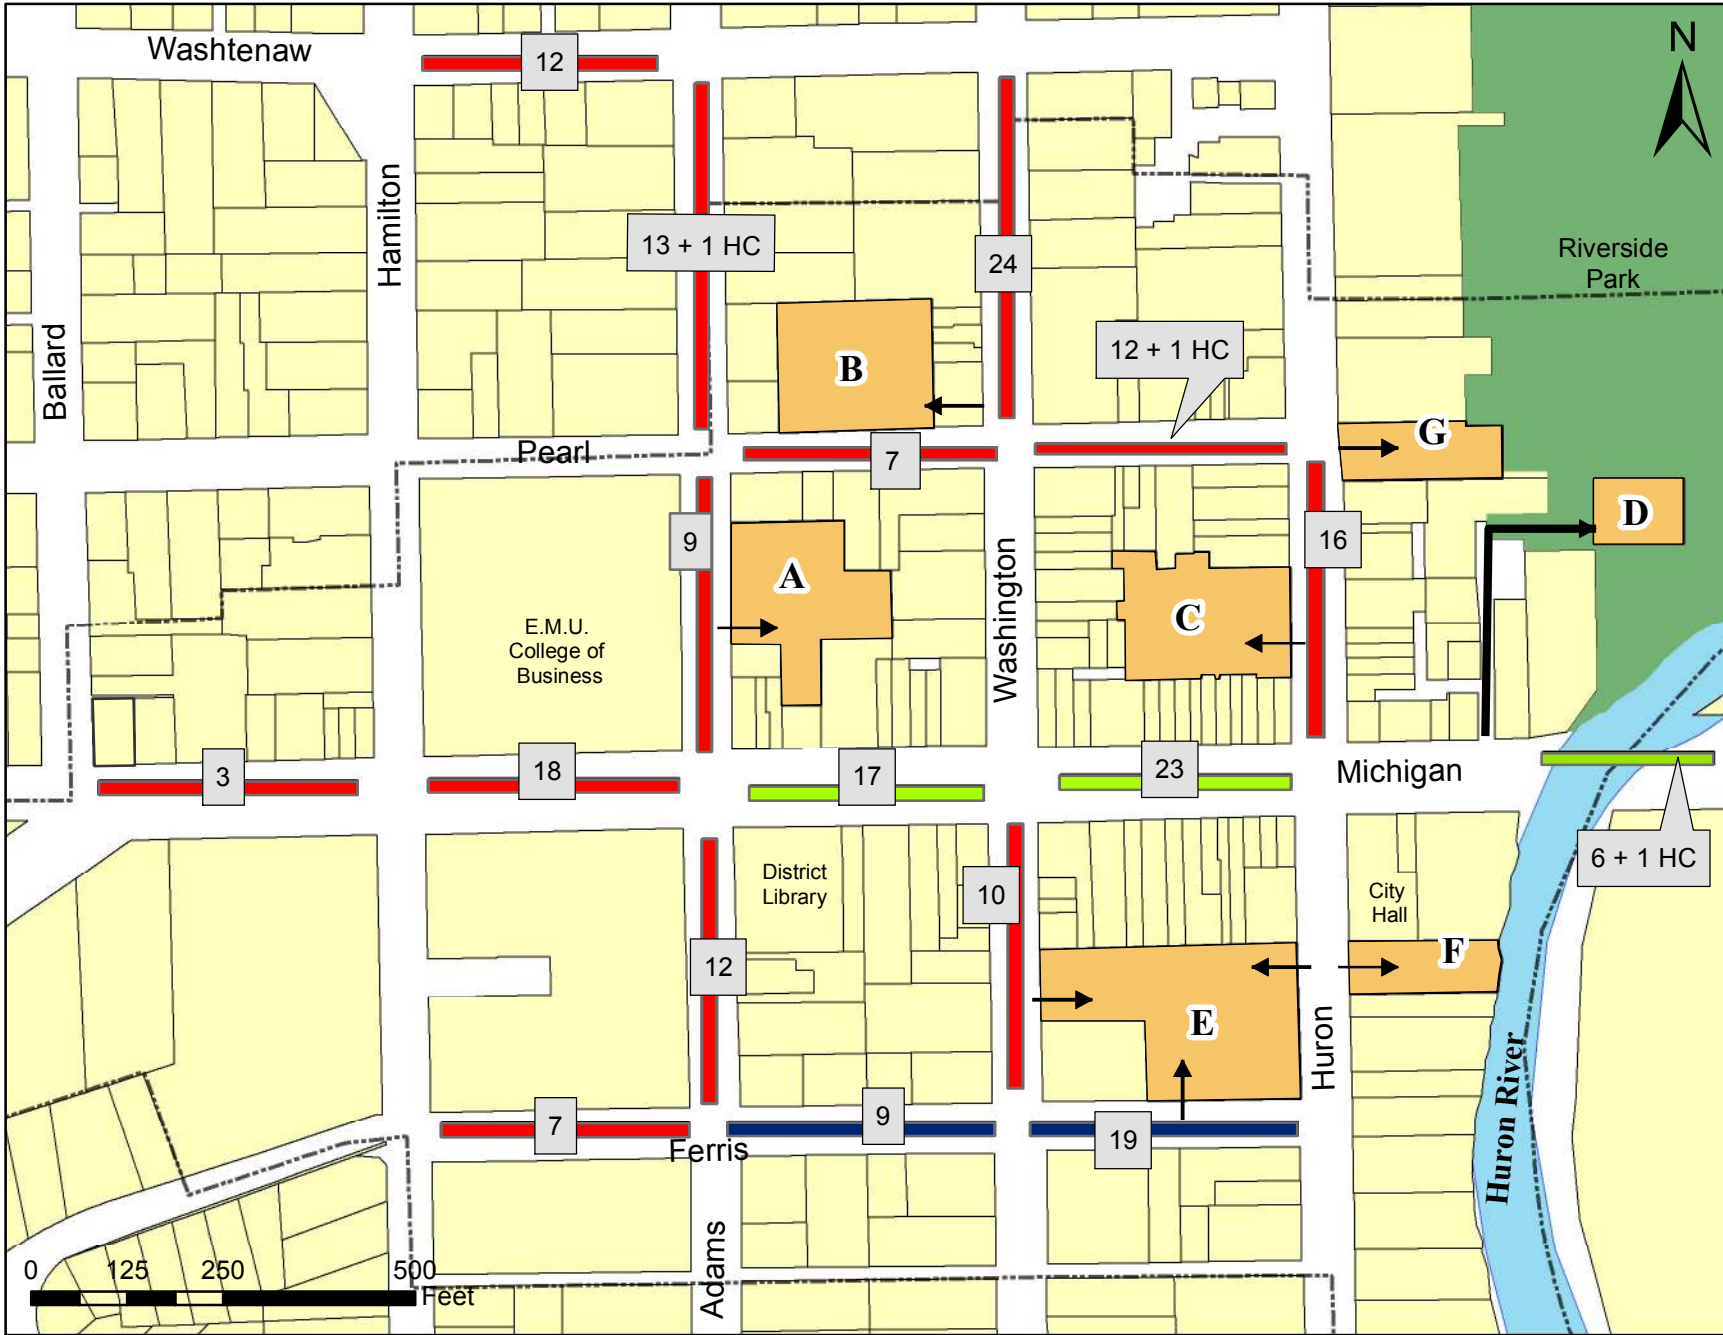 Washtenaw
12
N
Hamilton
13 + 1 HC
24
Riverside
Park
Ballard
12 + 1 HC
B
G
Pearl
7
9
16
D
A
Washington
C
E.M.U.
College of
Business
3
18
17
23
Michigan
6 + 1 HC
District
Library
10
City
Hall
12
F
E
Huron
Huron River
7
9
19
Ferris
Adams
0 125 250 500
Feet